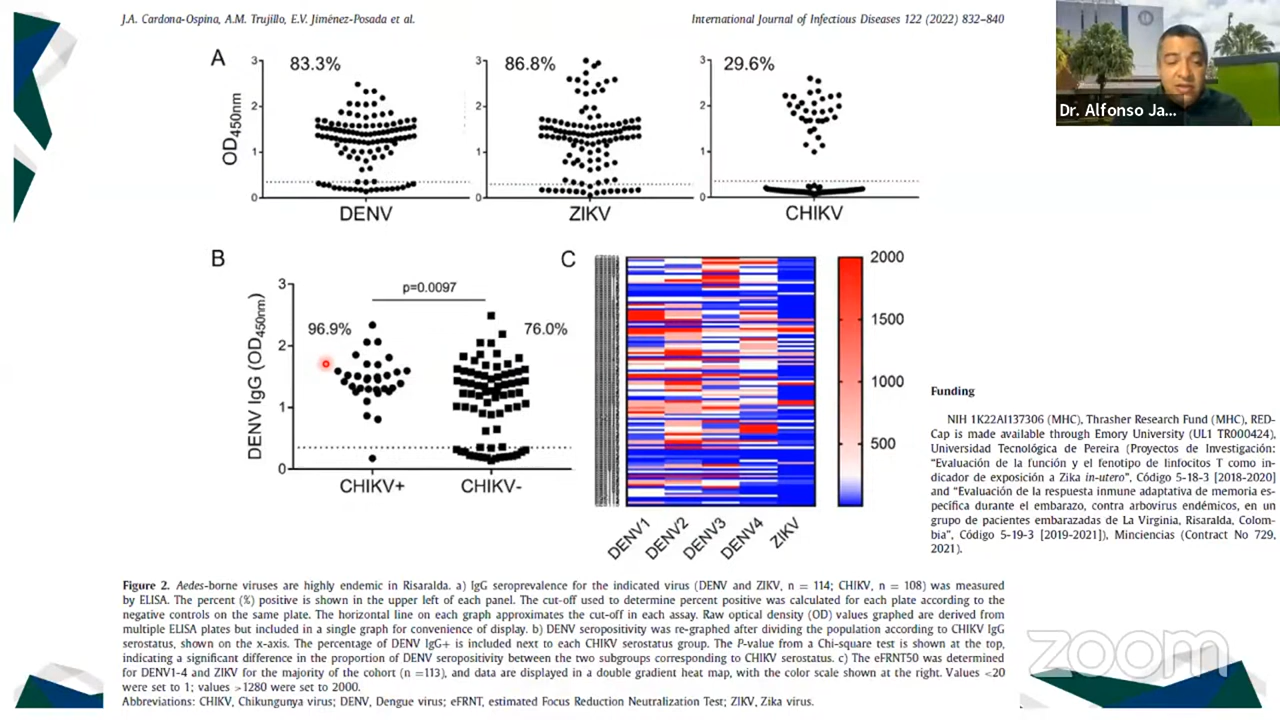 J.A. Cardona-Ospina, A.M. Trujillo, E.V. Jiménez-Posada et al.
International Journal of Infectious Diseases 122 (2022) 832–840
Dr. Alfonso Ja...
A
OD450nm
3
2
1
0
83.3%
DENV
3
2
1
0
86.8%
ZIKV
3
2
1
0
29.6%
CHIKV
B
DENV IgG (OD450nm)
3
2
1
0
p=0.0097
96.9%
76.0%
CHIKV+
CHIKV-
C
2000
1500
1000
500
DENV1
DENV2
DENV3
DENV4
ZIKV
Funding
NIH 1K22AI137306 (MHC), Thrasher Research Fund (MHC), RED-
Cap is made available through Emory University (UL1 TR000424),
Universidad Tecnológica de Pereira (Proyectos de Investigación:
"Evaluación de la función y el fenotipo de linfocitos T como in-
dicador de exposición a Zika in-utero", Código 5-18-3 [2018-2020]
and "Evaluación de la respuesta inmune adaptativa de memoria es-
pecífica durante el embarazo, contra arbovirus endémicos, en un
grupo de pacientes embarazadas de La Virginia, Risaralda, Colom-
bia", Código 5-19-3 [2019-2021]), Minciencias (Contract No 729,
2021).
Figure 2. Aedes-borne viruses are highly endemic in Risaralda. a) IgG seroprevalence for the indicated virus (DENV and ZIKV, n = 114; CHIKV, n = 108) was measured
by ELISA. The percent (%) positive is shown in the upper left of each panel. The cut-off used to determine percent positive was calculated for each plate according to the
negative controls on the same plate. The horizontal line on each graph approximates the cut-off in each assay. Raw optical density (OD) values graphed are derived from
multiple ELISA plates but included in a single graph for convenience of display. b) DENV seropositivity was re-graphed after dividing the population according to CHIKV IgG
serostatus, shown on the x-axis. The percentage of DENV IgG+ is included next to each CHIKV serostatus group. The P-value from a Chi-square test is shown at the top,
indicating a significant difference in the proportion of DENV seropositivity between the two subgroups corresponding to CHIKV serostatus. c) The eFRNT50 was determined
for DENV1-4 and ZIKV for the majority of the cohort (n =113), and data are displayed in a double gradient heat map, with the color scale shown at the right. Values <20
were set to 1; values >1280 were set to 2000.
Abbreviations: CHIKV, Chikungunya virus; DENV, Dengue virus; eFRNT, estimated Focus Reduction Neutralization Test; ZIKV, Zika virus.
zoom